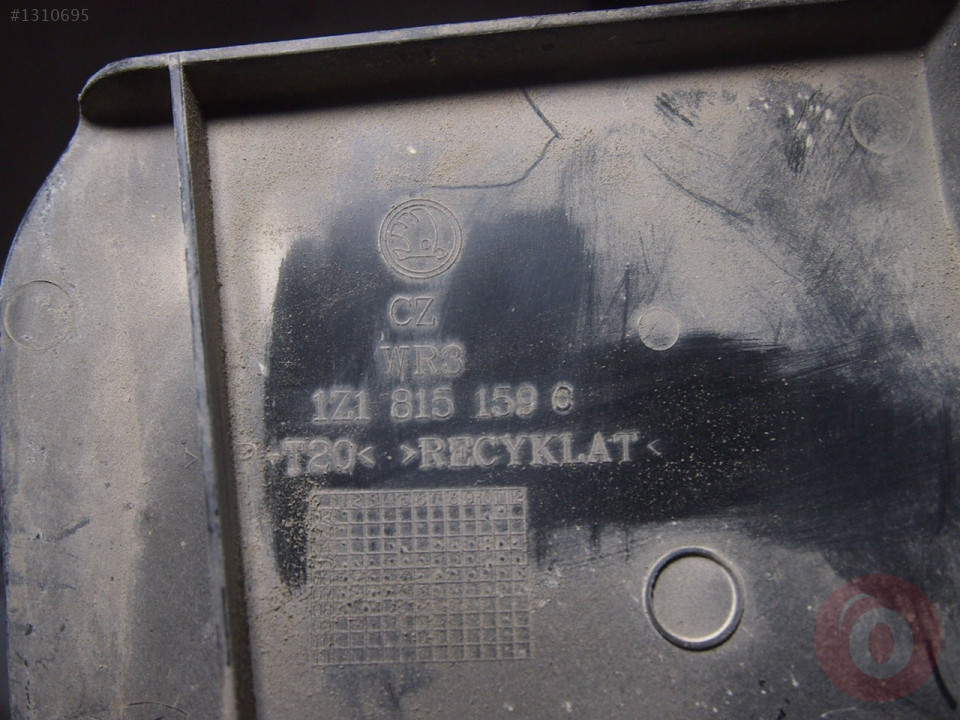 #1310695
CZ
WR3
1Z1 815 159
-T20< >RECYKLAT<